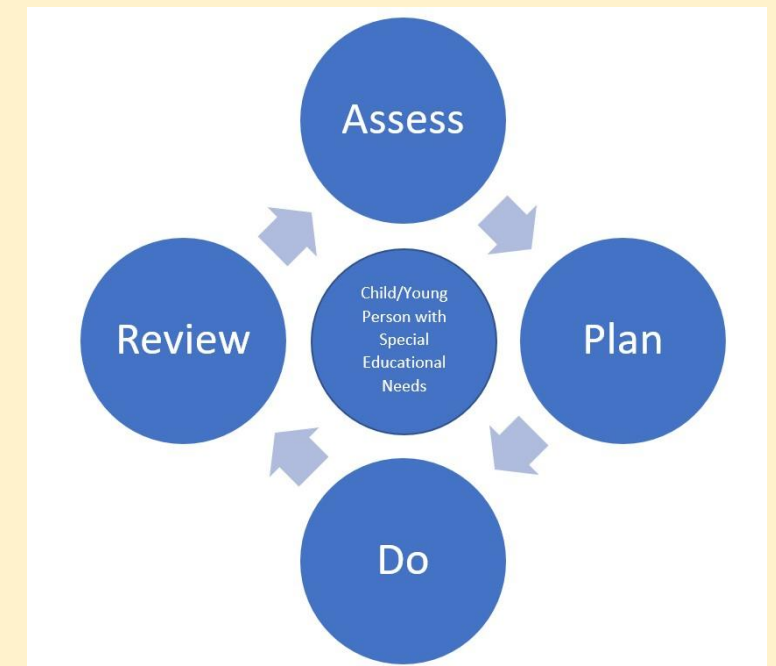 Assess
Plan
Do
Review
Child/Young
Person with
Special
Educational
Needs